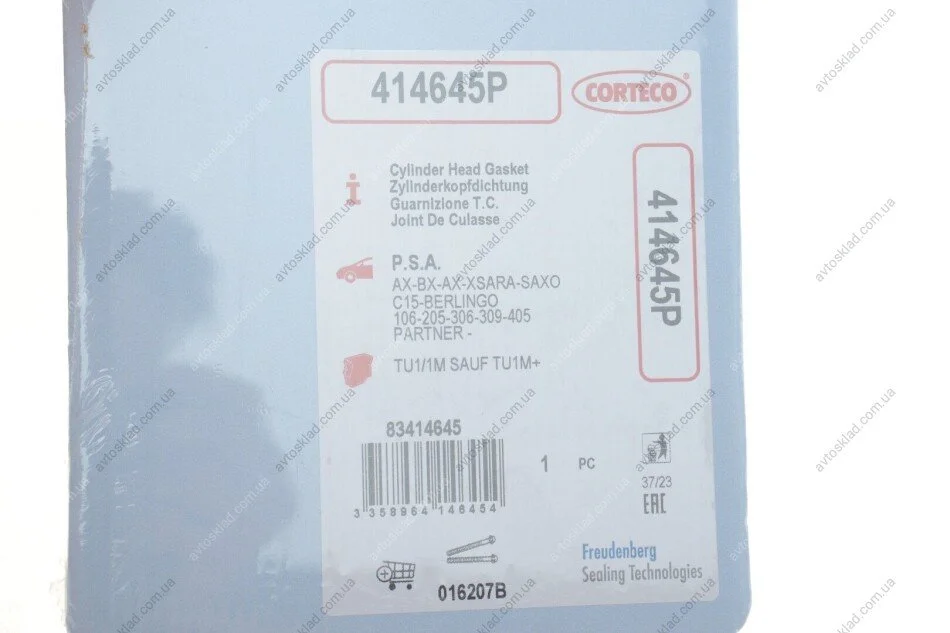 414645P
CORTECO®
Cylinder Head Gasket
Zylinderkopfdichtung
Guarnizione T.C.
Joint De Culasse
414645P
P.S.A.
AX-BX-AX-XSARA-SAXO
C15-BERLINGO
106-205-306-309-405
PARTNER -
TU1/1M SAUF TU1M+
83414645
3 358964 146454
1 PC
37/23
EAC
Freudenberg
Sealing Technologies
016207B
avtosklad.com.ua